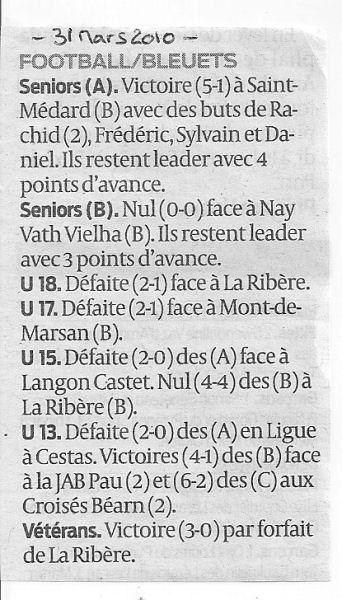 - 31 Mars 2010 -
FOOTBALL/BLEUETS
Seniors (A). Victoire (5-1) à Saint-
Médard (B) avec des buts de Ra-
chid (2), Frédéric, Sylvain et Da-
niel. Ils restent leader avec 4
points d'avance.
Seniors (B). Nul (0-0) face à Nay
Vath Vielha (B). Ils restent leader
avec 3 points d'avance.
U 18. Défaite (2-1) face à La Ribère.
U 17. Défaite (2-1) face à Mont-de-
Marsan (B).
U 15. Défaite (2-0) des (A) face à
Langon Castet. Nul (4-4) des (B) à
La Ribère (B).
U 13. Défaite (2-0) des (A) en Ligue
à Cestas. Victoires (4-1) des (B) face
à la JAB Pau (2) et (6-2) des (C) aux
Croisés Béarn (2).
Vétérans. Victoire (3-0) par forfait
de La Ribère.